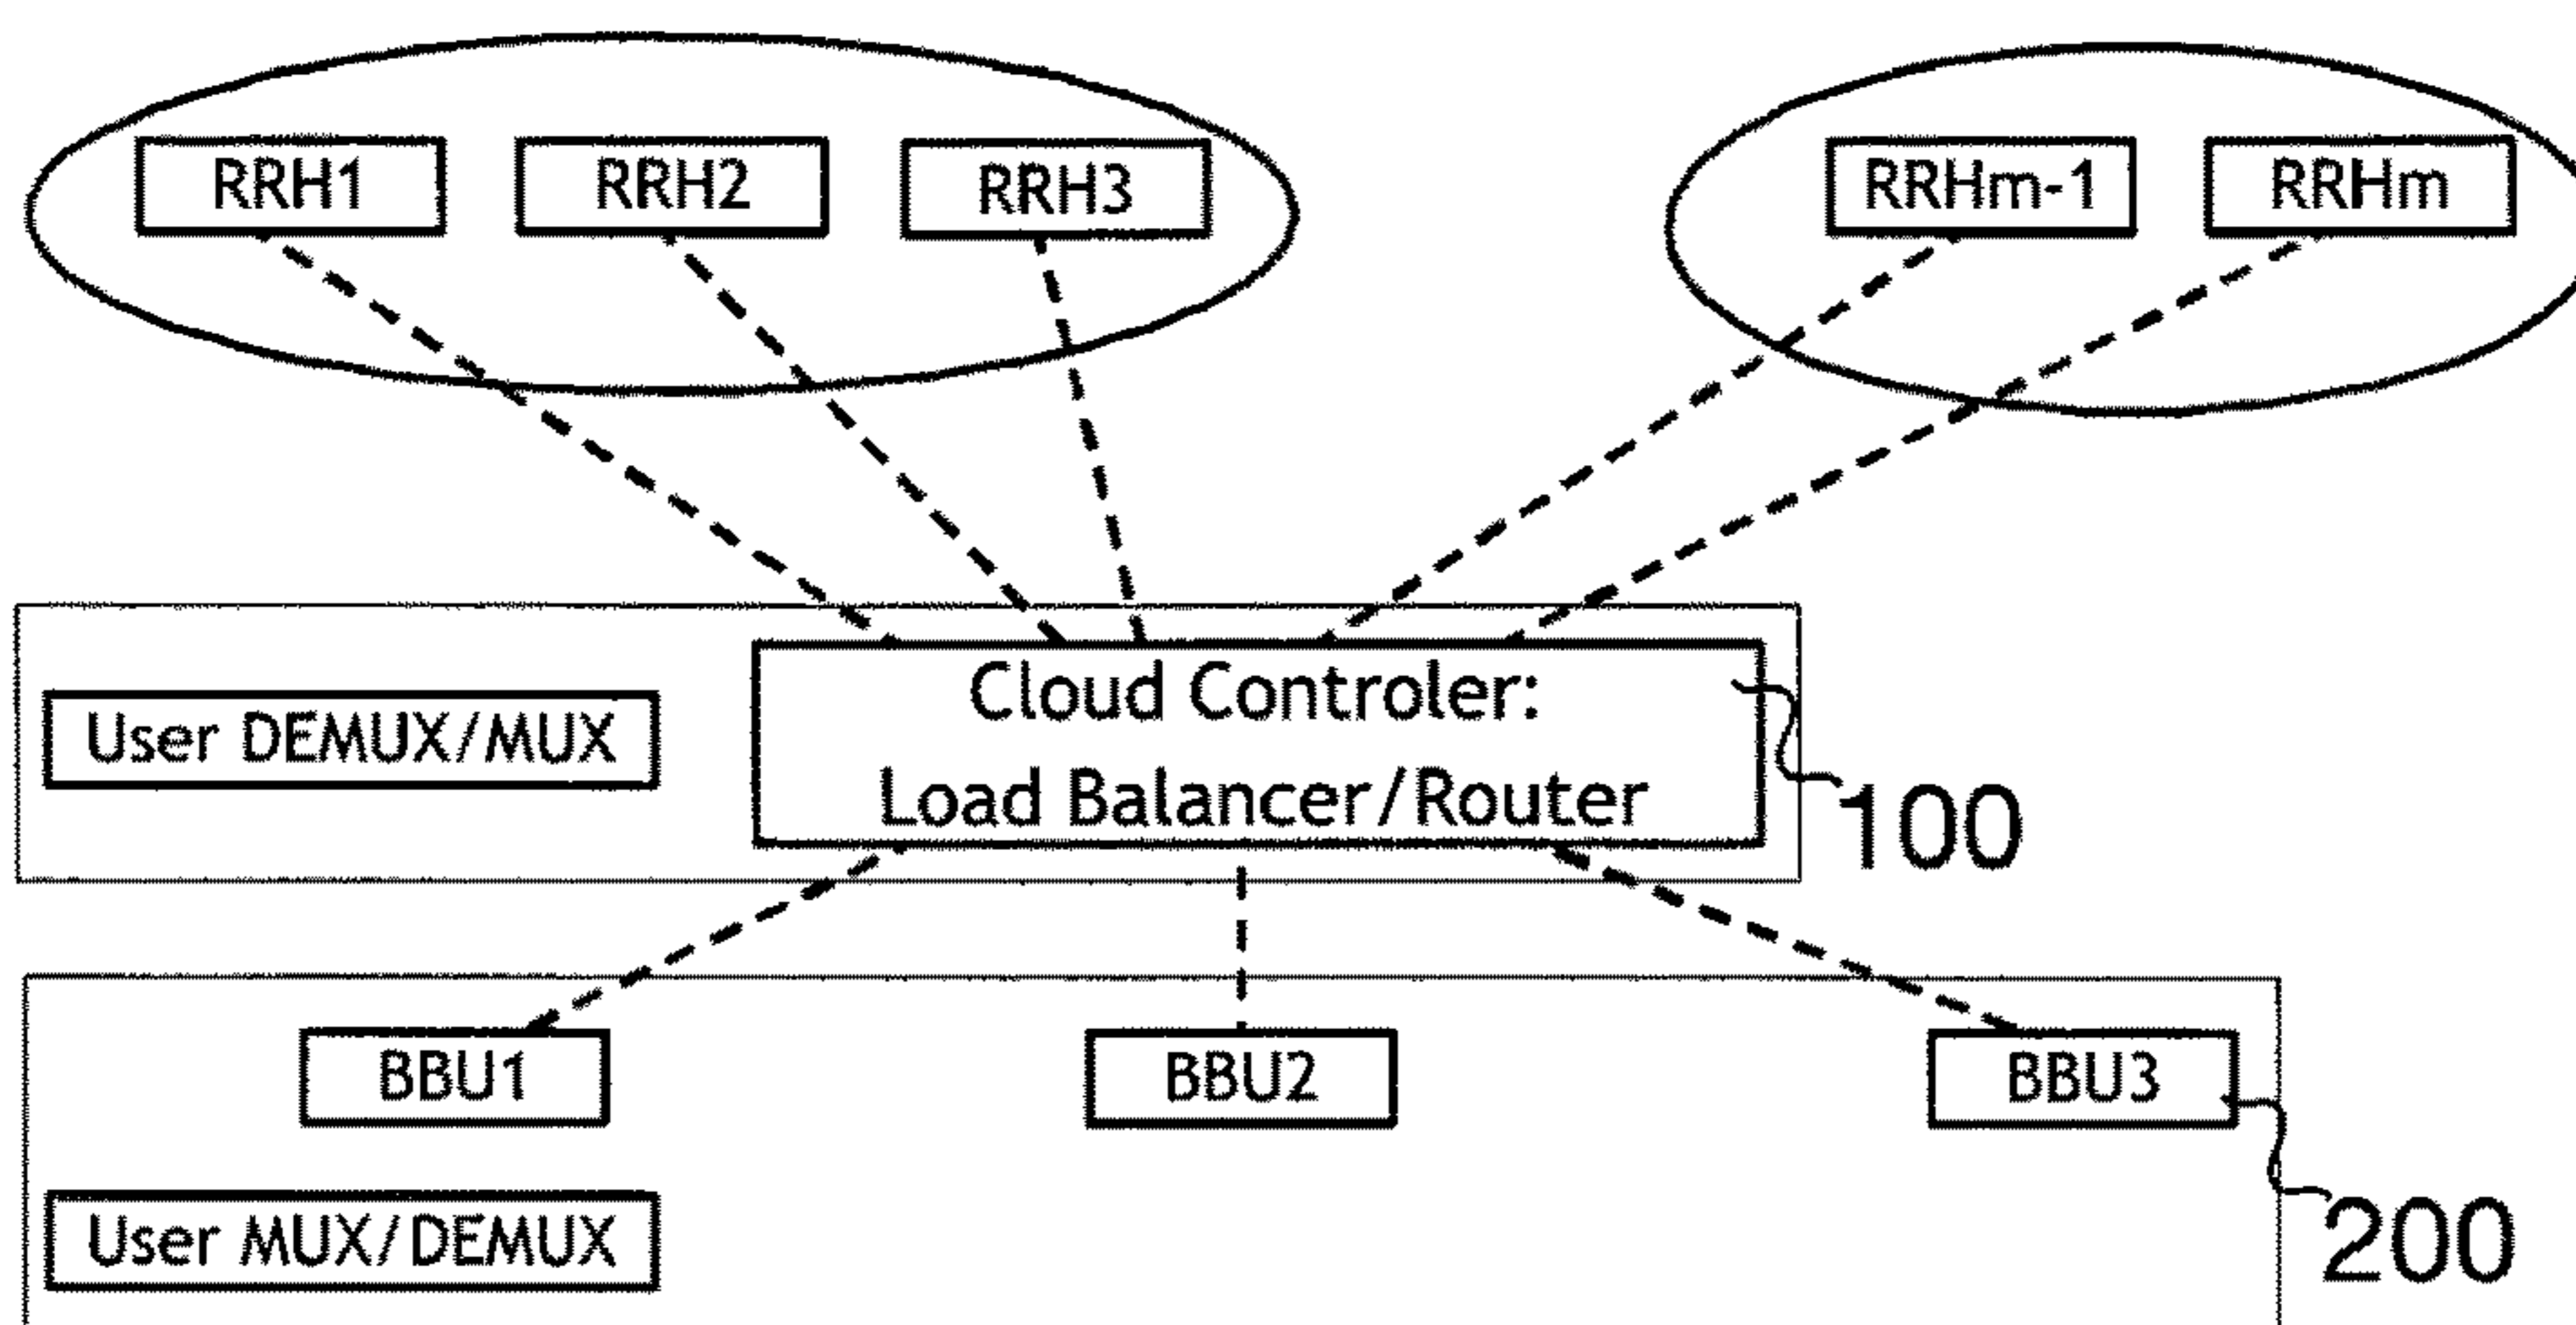 RRH1
RRH2
RRH3
RRHm-1
RRHm
User DEMUX/MUX
Cloud Controler:
Load Balancer/Router
100
BBU1
BBU2
BBU3
User MUX/DEMUX
200